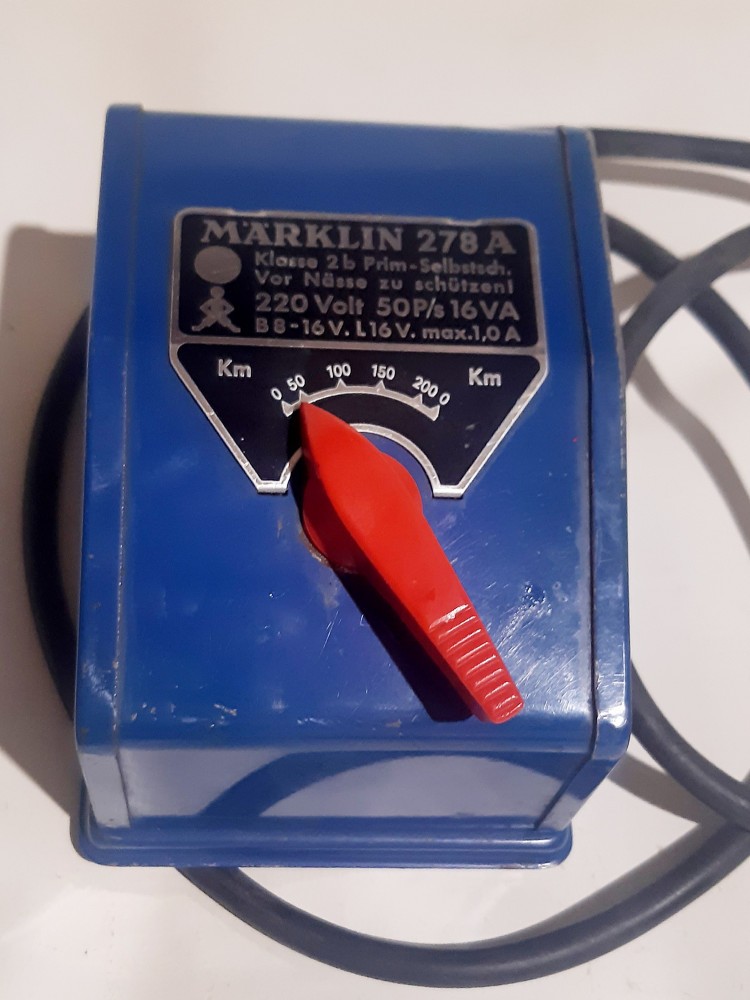 MÄRKLIN 278 A
Klasse 2b Prim-Selbstsch.
Vor Nässe zu schützen!
220 Volt 50P/s 16VA
B 8-16 V. L 16 V. max. 1,0 A
Km Km
0 50 100 150 200 0